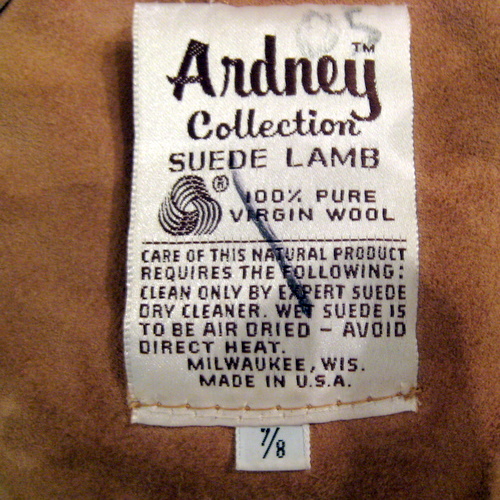 05
Ardney™
Collection
SUEDE LAMB
® 100% PURE
VIRGIN WOOL
CARE OF THIS NATURAL PRODUCT
REQUIRES THE FOLLOWING:
CLEAN ONLY BY EXPERT SUEDE
DRY CLEANER. WET SUEDE IS
TO BE AIR DRIED – AVOID
DIRECT HEAT.
MILWAUKEE, WIS.
MADE IN U.S.A.
7/8